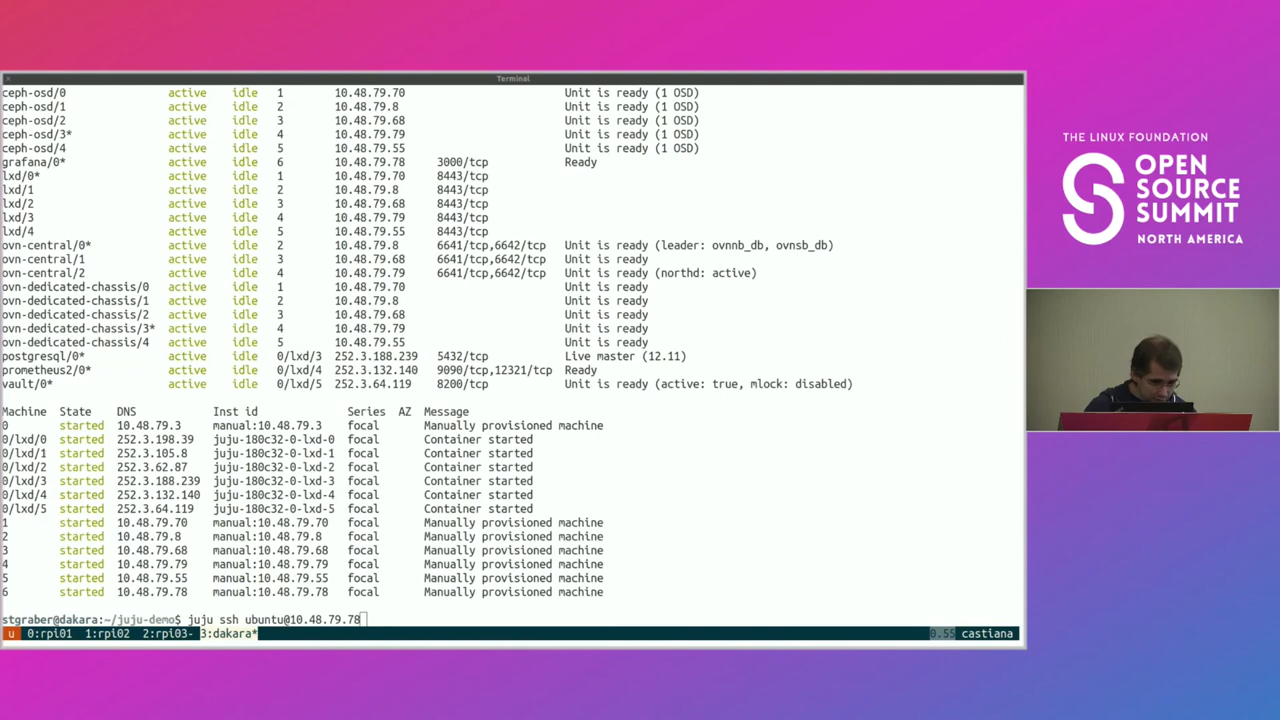 Terminal
ceph-osd/0 active idle 1 10.48.79.70 Unit is ready (1 OSD)
ceph-osd/1 active idle 2 10.48.79.8 Unit is ready (1 OSD)
ceph-osd/2 active idle 3 10.48.79.68 Unit is ready (1 OSD)
ceph-osd/3* active idle 4 10.48.79.79 Unit is ready (1 OSD)
ceph-osd/4 active idle 5 10.48.79.55 Unit is ready (1 OSD)
grafana/0* active idle 6 10.48.79.78 3000/tcp Ready
lxd/0* active idle 1 10.48.79.70 8443/tcp
lxd/1 active idle 2 10.48.79.8 8443/tcp
lxd/2 active idle 3 10.48.79.68 8443/tcp
lxd/3 active idle 4 10.48.79.79 8443/tcp
lxd/4 active idle 5 10.48.79.55 8443/tcp
ovn-central/0* active idle 2 10.48.79.8 6641/tcp,6642/tcp Unit is ready (leader: ovnnb_db, ovnsb_db)
ovn-central/1 active idle 3 10.48.79.68 6641/tcp,6642/tcp Unit is ready
ovn-central/2 active idle 4 10.48.79.79 6641/tcp,6642/tcp Unit is ready (northd: active)
ovn-dedicated-chassis/0 active idle 1 10.48.79.70 Unit is ready
ovn-dedicated-chassis/1 active idle 2 10.48.79.8 Unit is ready
ovn-dedicated-chassis/2 active idle 3 10.48.79.68 Unit is ready
ovn-dedicated-chassis/3* active idle 4 10.48.79.79 Unit is ready
ovn-dedicated-chassis/4 active idle 5 10.48.79.55 Unit is ready
postgresql/0* active idle 0/lxd/3 252.3.188.239 5432/tcp Live master (12.11)
prometheus2/0* active idle 0/lxd/4 252.3.132.140 9090/tcp,12321/tcp Ready
vault/0* active idle 0/lxd/5 252.3.64.119 8200/tcp Unit is ready (active: true, mlock: disabled)
Machine State DNS Inst id Series AZ Message
0 started 10.48.79.3 manual:10.48.79.3 focal Manually provisioned machine
0/lxd/0 started 252.3.198.39 juju-180c32-0-lxd-0 focal Container started
0/lxd/1 started 252.3.105.8 juju-180c32-0-lxd-1 focal Container started
0/lxd/2 started 252.3.62.87 juju-180c32-0-lxd-2 focal Container started
0/lxd/3 started 252.3.188.239 juju-180c32-0-lxd-3 focal Container started
0/lxd/4 started 252.3.132.140 juju-180c32-0-lxd-4 focal Container started
0/lxd/5 started 252.3.64.119 juju-180c32-0-lxd-5 focal Container started
1 started 10.48.79.70 manual:10.48.79.70 focal Manually provisioned machine
2 started 10.48.79.8 manual:10.48.79.8 focal Manually provisioned machine
3 started 10.48.79.68 manual:10.48.79.68 focal Manually provisioned machine
4 started 10.48.79.79 manual:10.48.79.79 focal Manually provisioned machine
5 started 10.48.79.55 manual:10.48.79.55 focal Manually provisioned machine
6 started 10.48.79.78 manual:10.48.79.78 focal Manually provisioned machine
stgraber@dakara:~/juju-demo$ juju ssh ubuntu@10.48.79.78
u 0:rpi01 1:rpi02 2:rpi03- 3:dakara* 0.55 castiana
THE LINUX FOUNDATION
OPEN
SOURCE
SUMMIT
NORTH AMERICA